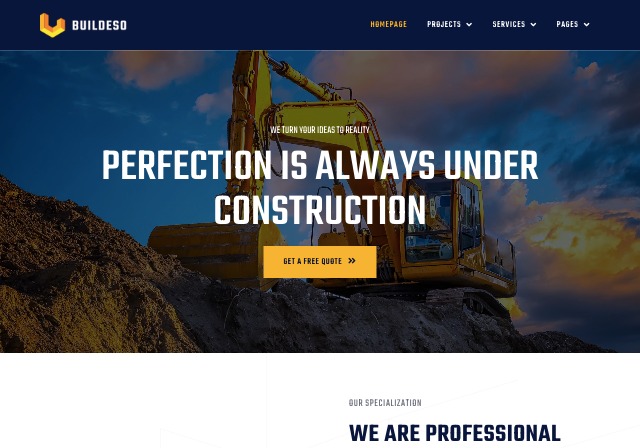 BUILDESO
HOMEPAGE
PROJECTS
SERVICES
PAGES
WE TURN YOUR IDEAS TO REALITY
PERFECTION IS ALWAYS UNDER
CONSTRUCTION
GET A FREE QUOTE
OUR SPECIALIZATION
WE ARE PROFESSIONAL